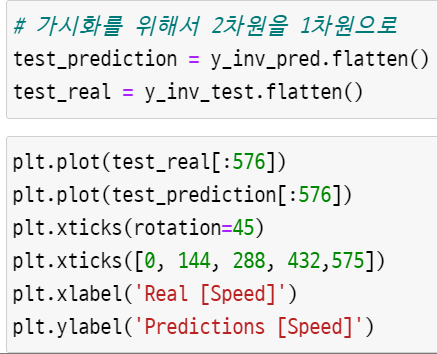 # 가시화를 위해서 2차원을 1차원으로
test_prediction = y_inv_pred.flatten()
test_real = y_inv_test.flatten()
plt.plot(test_real[:576])
plt.plot(test_prediction[:576])
plt.xticks(rotation=45)
plt.xticks([0, 144, 288, 432,575])
plt.xlabel('Real [Speed]')
plt.ylabel('Predictions [Speed]')